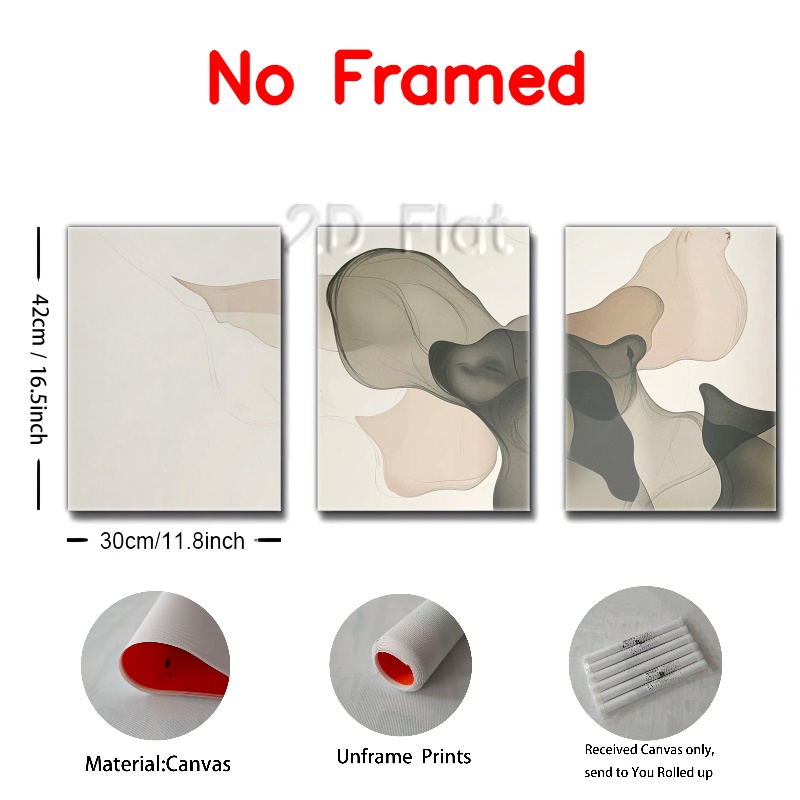 No Framed
2D Flat
42cm / 16.5inch
30cm/11.8inch
Material:Canvas
Unframe Prints
Received Canvas only,
send to You Rolled up